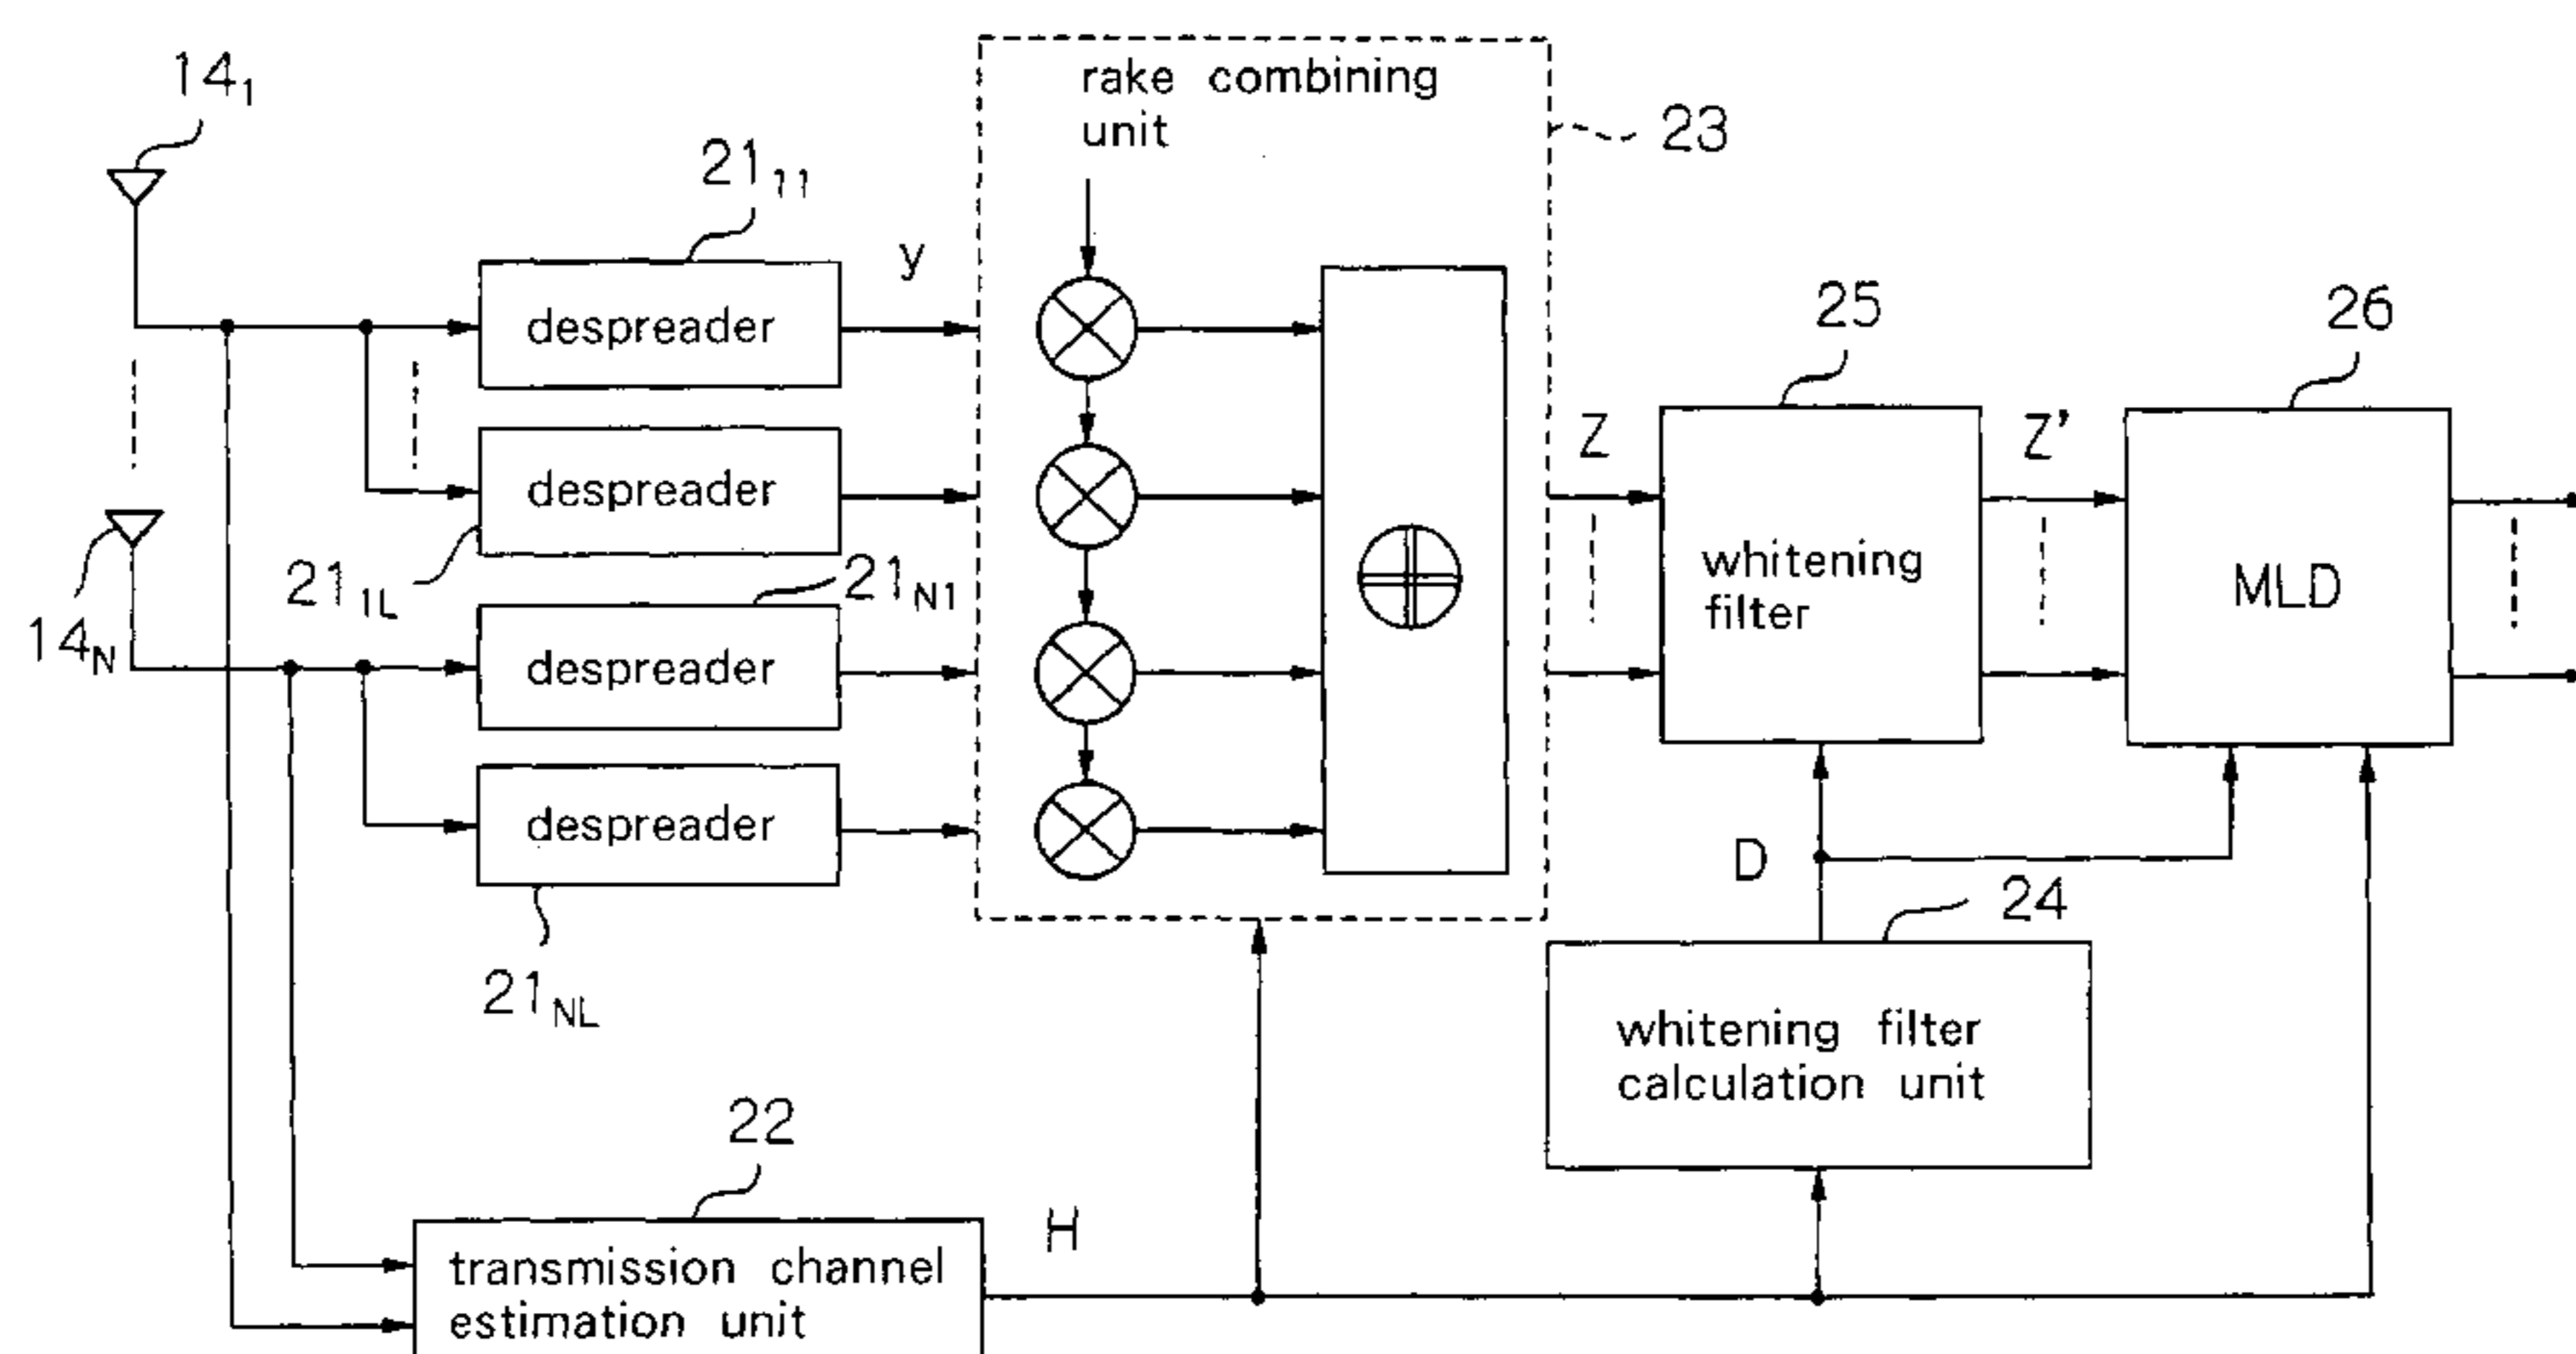 14₁
rake combining
unit
23
21₁₁
y
despreader
25
26
despreader
Z
Z'
21₁L
21N1
14N
whitening
filter
MLD
despreader
despreader
D
24
21NL
whitening filter
calculation unit
22
H
transmission channel
estimation unit